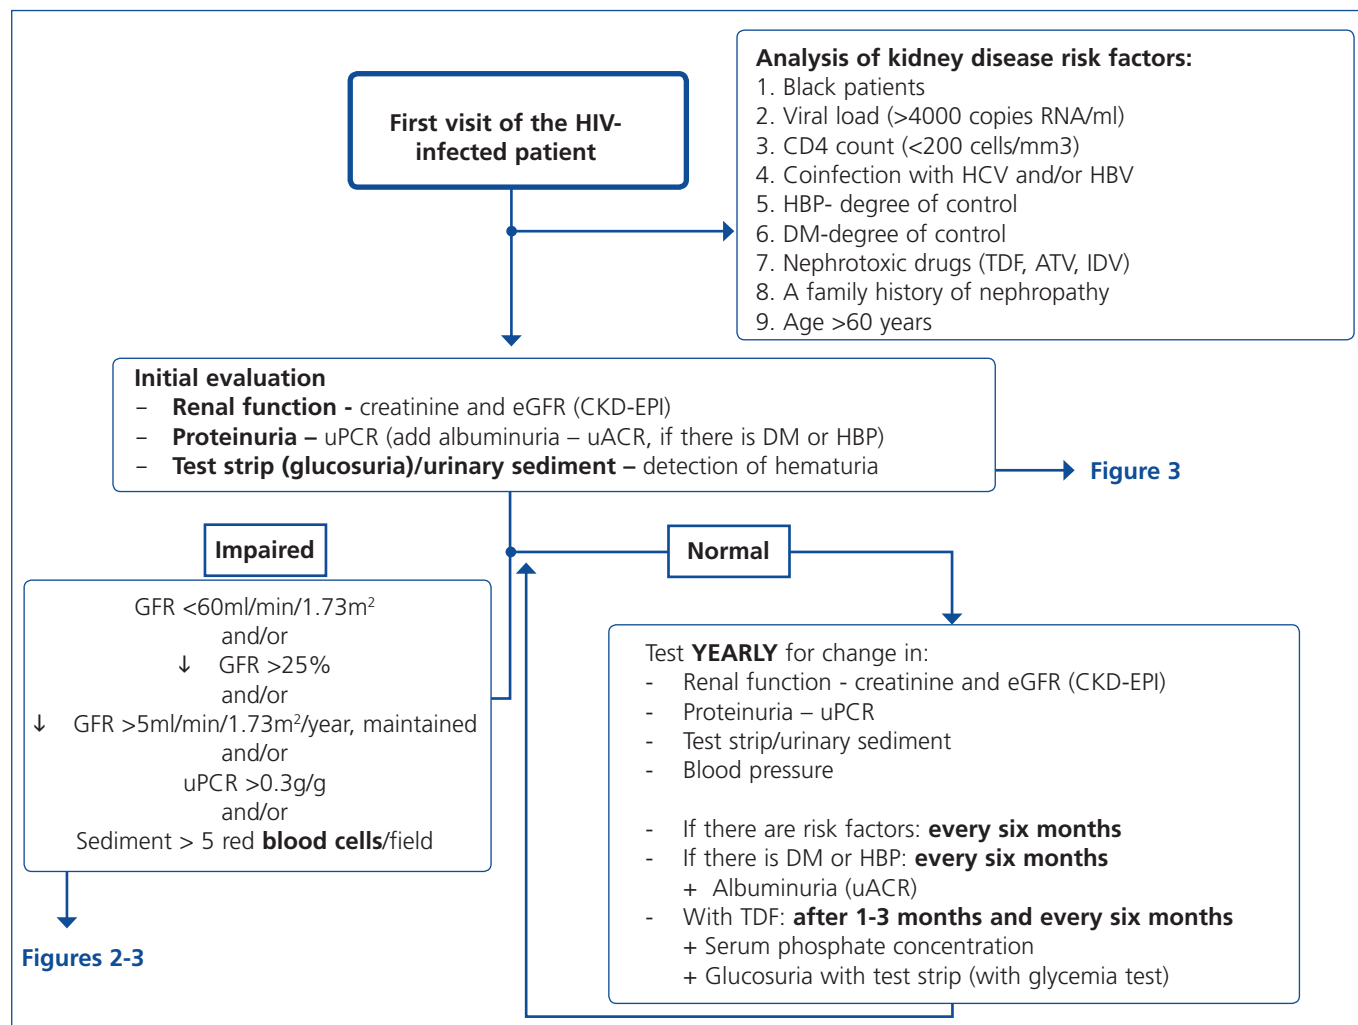 First visit of the HIV-
infected patient
Analysis of kidney disease risk factors:
1. Black patients
2. Viral load (>4000 copies RNA/ml)
3. CD4 count (<200 cells/mm3)
4. Coinfection with HCV and/or HBV
5. HBP- degree of control
6. DM-degree of control
7. Nephrotoxic drugs (TDF, ATV, IDV)
8. A family history of nephropathy
9. Age >60 years
Initial evaluation
– Renal function - creatinine and eGFR (CKD-EPI)
– Proteinuria – uPCR (add albuminuria – uACR, if there is DM or HBP)
– Test strip (glucosuria)/urinary sediment – detection of hematuria
Figure 3
Impaired
GFR <60ml/min/1.73m²
and/or
↓ GFR >25%
and/or
↓ GFR >5ml/min/1.73m²/year, maintained
and/or
uPCR >0.3g/g
and/or
Sediment > 5 red blood cells/field
Figures 2-3
Normal
Test YEARLY for change in:
- Renal function - creatinine and eGFR (CKD-EPI)
- Proteinuria – uPCR
- Test strip/urinary sediment
- Blood pressure
- If there are risk factors: every six months
- If there is DM or HBP: every six months
+ Albuminuria (uACR)
- With TDF: after 1-3 months and every six months
+ Serum phosphate concentration
+ Glucosuria with test strip (with glycemia test)